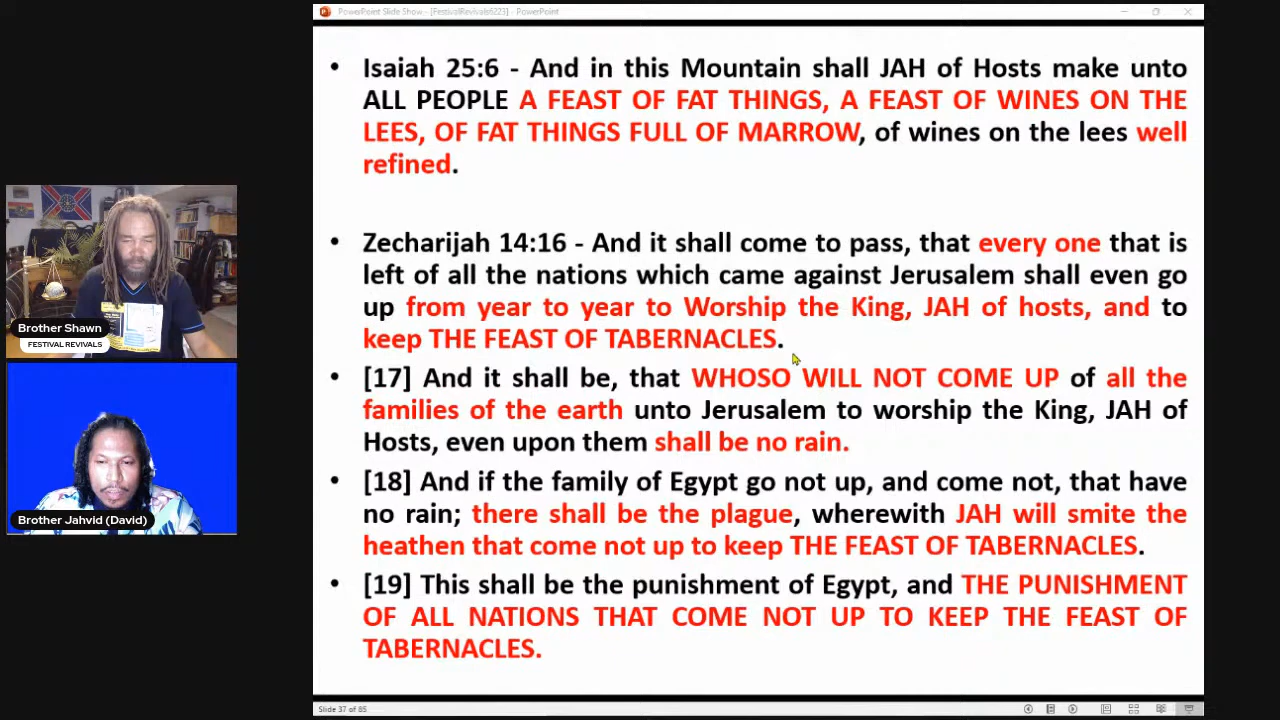 PowerPoint Slide Show - [FestivalRevivals6223] - PowerPoint
• Isaiah 25:6 - And in this Mountain shall JAH of Hosts make unto
ALL PEOPLE A FEAST OF FAT THINGS, A FEAST OF WINES ON THE
LEES, OF FAT THINGS FULL OF MARROW, of wines on the lees well
refined.
• Zecharijah 14:16 - And it shall come to pass, that every one that is
left of all the nations which came against Jerusalem shall even go
up from year to year to Worship the King, JAH of hosts, and to
keep THE FEAST OF TABERNACLES.
• [17] And it shall be, that WHOSO WILL NOT COME UP of all the
families of the earth unto Jerusalem to worship the King, JAH of
Hosts, even upon them shall be no rain.
• [18] And if the family of Egypt go not up, and come not, that have
no rain; there shall be the plague, wherewith JAH will smite the
heathen that come not up to keep THE FEAST OF TABERNACLES.
• [19] This shall be the punishment of Egypt, and THE PUNISHMENT
OF ALL NATIONS THAT COME NOT UP TO KEEP THE FEAST OF
TABERNACLES.
Slide 37 of 85
Brother Shawn
FESTIVAL REVIVALS
Brother Jahvid (David)